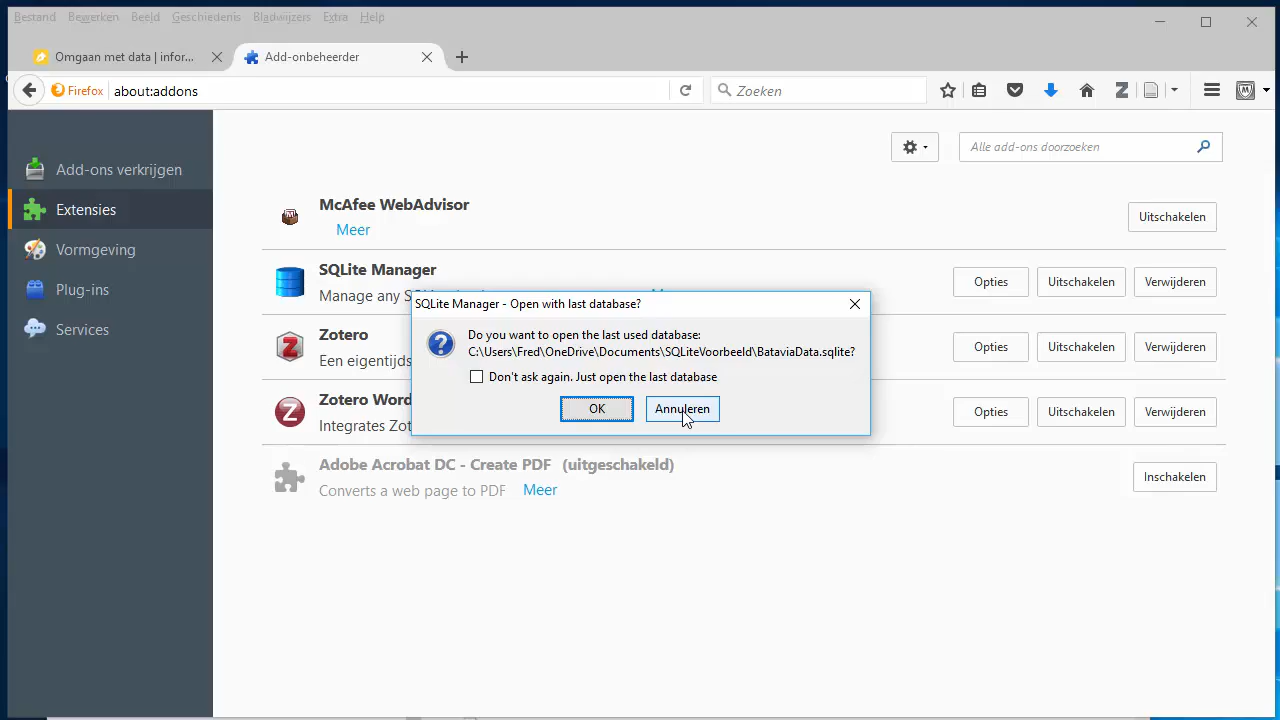 Bestand Bewerken Beeld Geschiedenis Bladwijzers Extra Help
Omgaan met data | infor... Add-onbeheerder
Firefox about:addons Zoeken
Add-ons verkrijgen
Extensies
Vormgeving
Plug-ins
Services
Alle add-ons doorzoeken
McAfee WebAdvisor
Meer
Uitschakelen
SQLite Manager
Manage any
Opties Uitschakelen Verwijderen
Zotero
Een eigentijds
Opties Uitschakelen Verwijderen
Zotero Word
Integrates Zot
Opties Uitschakelen Verwijderen
Adobe Acrobat DC - Create PDF (uitgeschakeld)
Converts a web page to PDF Meer
Inschakelen
SQLite Manager - Open with last database?
Do you want to open the last used database:
C:\Users\Fred\OneDrive\Documents\SQLiteVoorbeeld\BataviaData.sqlite?
Don't ask again. Just open the last database
OK Annuleren